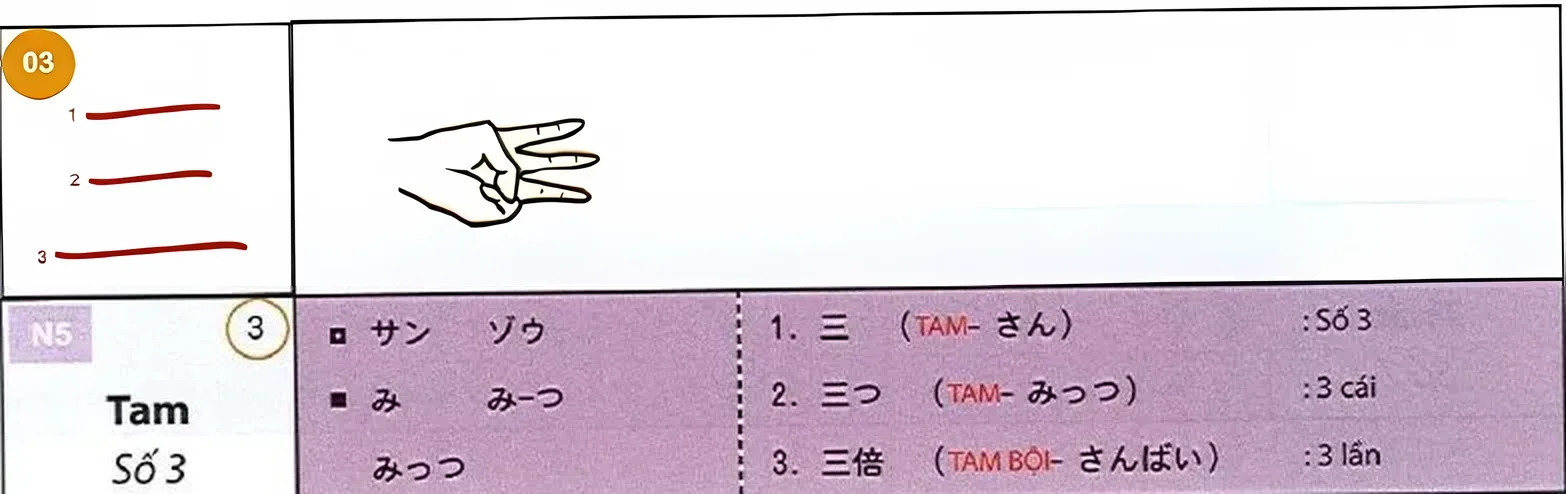 03
1
2
3
N5
3
Tam
Số 3
サン ゾウ
み み-つ
みっつ
1. 三 (TAM- さん) : Số 3
2. 三つ (TAM- みっつ) : 3 cái
3. 三倍 (TAM BỘI- さんばい) : 3 lần